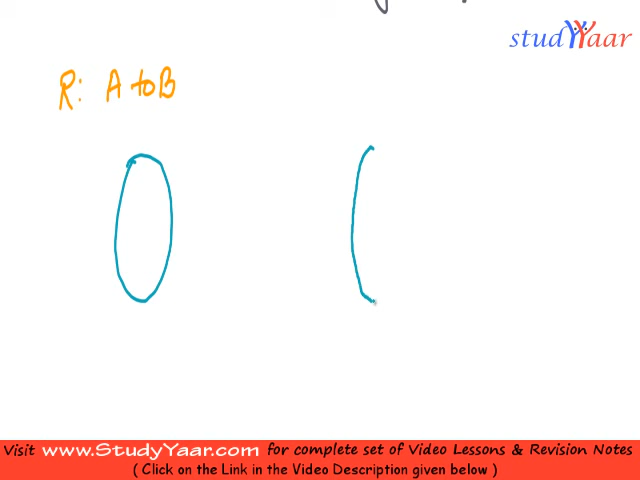 studYYaar
R: A to B
Visit www.StudyYaar.com for complete set of Video Lessons & Revision Notes
( Click on the Link in the Video Description given below )